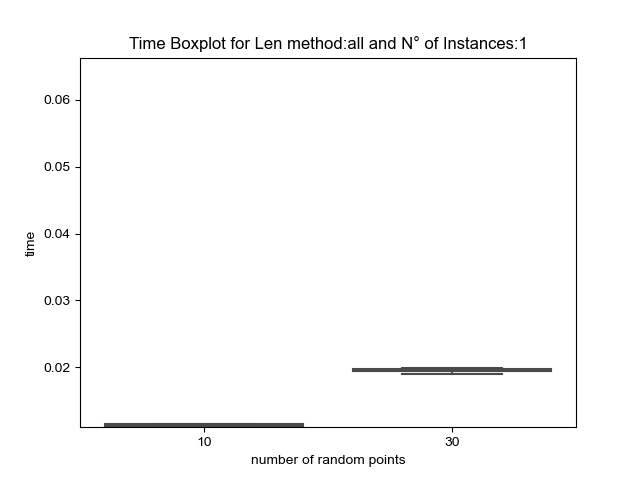 Time Boxplot for Len method:all and N° of Instances:1
0.06
0.05
0.04
0.03
0.02
time
10
30
number of random points